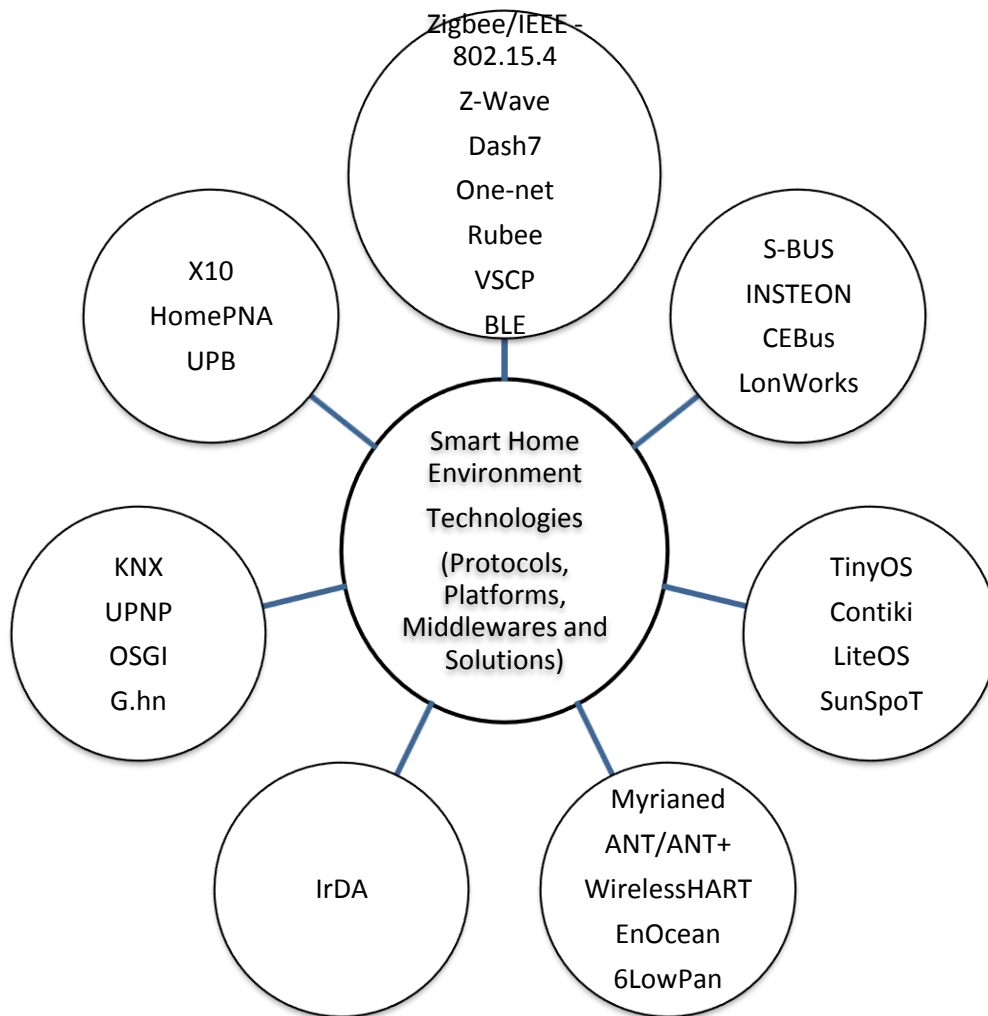 Zigbee/IEEE -
802.15.4
Z-Wave
Dash7
One-net
Rubee
VSCP
BLE
S-BUS
INSTEON
CEBus
LonWorks
TinyOS
Contiki
LiteOS
SunSpoT
Myrianed
ANT/ANT+
WirelessHART
EnOcean
6LowPan
IrDA
KNX
UPNP
OSGI
G.hn
X10
HomePNA
UPB
Smart Home
Environment
Technologies
(Protocols,
Platforms,
Middlewares and
Solutions)